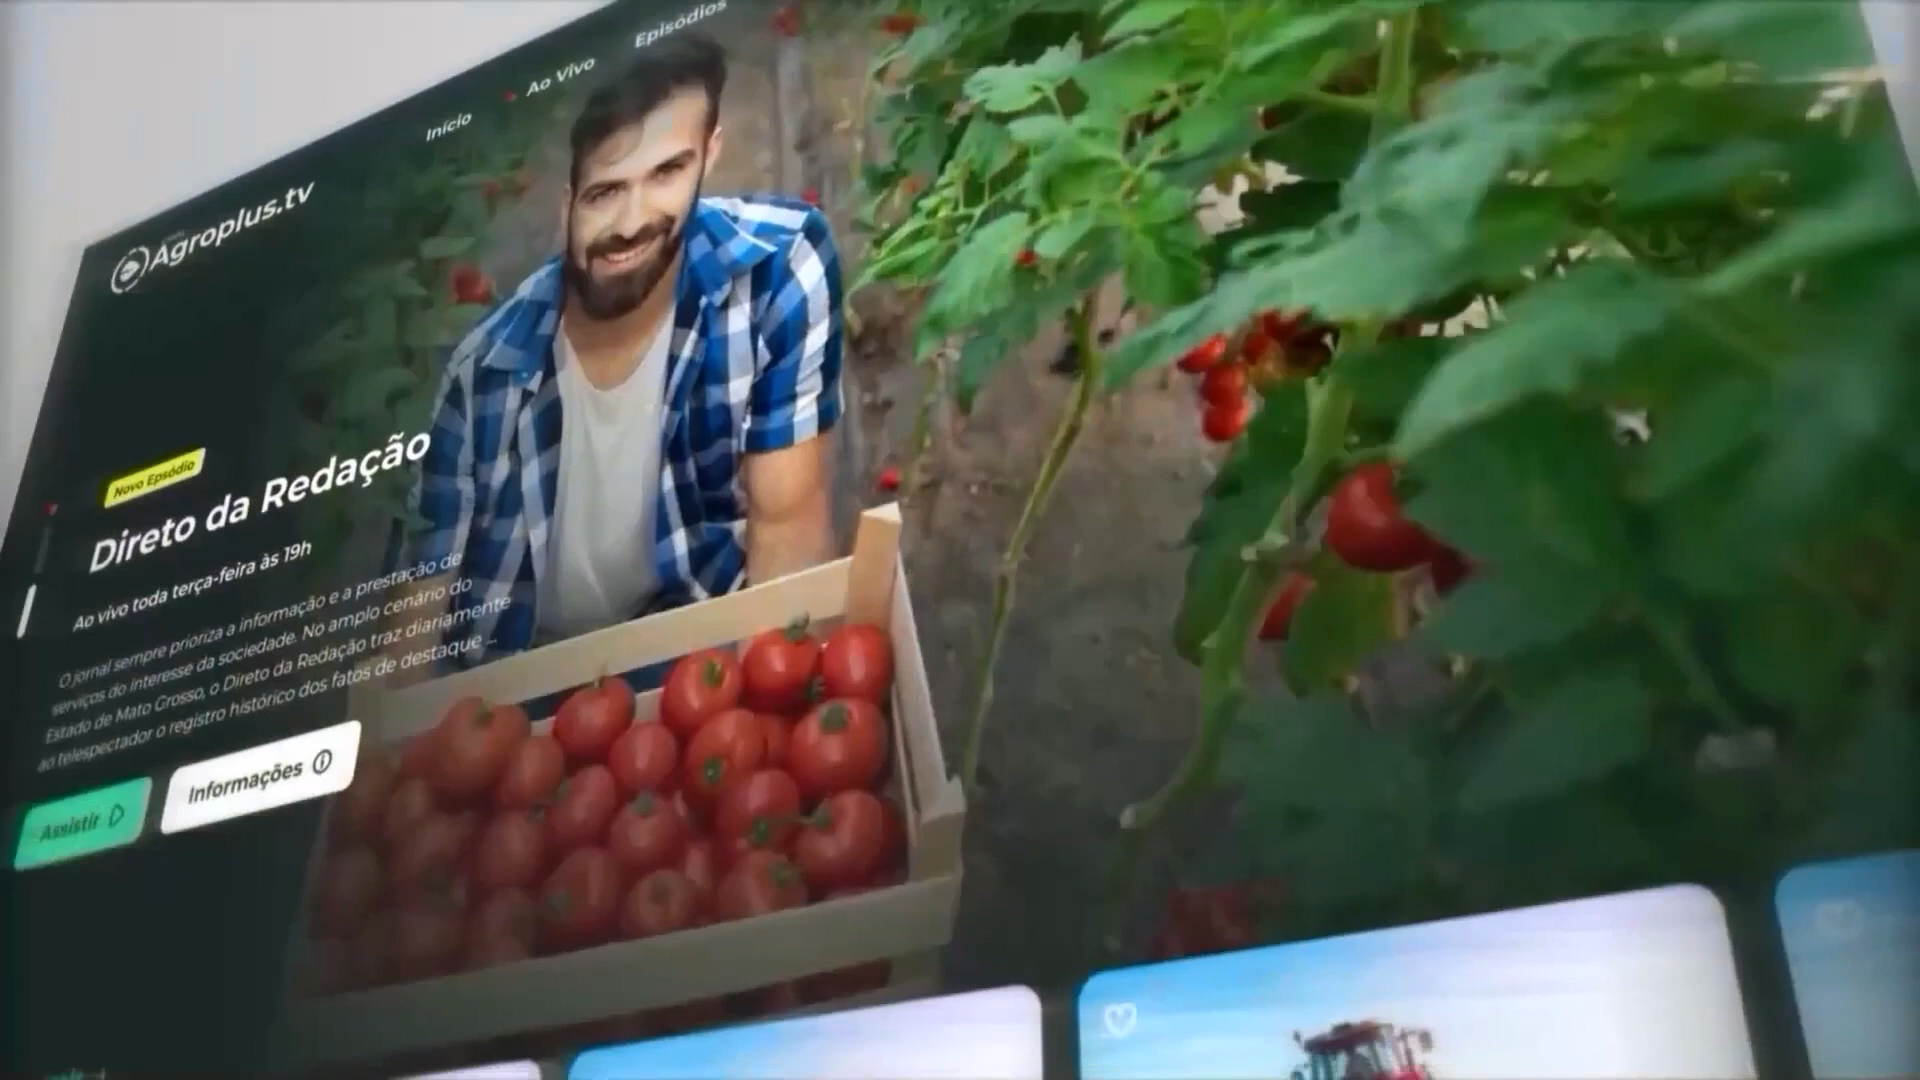 Início
Ao Vivo
Episódios
Agroplus.tv
Novo Epsódio
Direto da Redação
Ao vivo toda terça-feira às 19h
O jornal sempre prioriza a informação e a prestação de
serviços do interesse da sociedade. No amplo cenário do
Estado de Mato Grosso, o Direto da Redação traz diariamente
ao telespectador o registro histórico dos fatos de destaque ...
Assistir
Informações